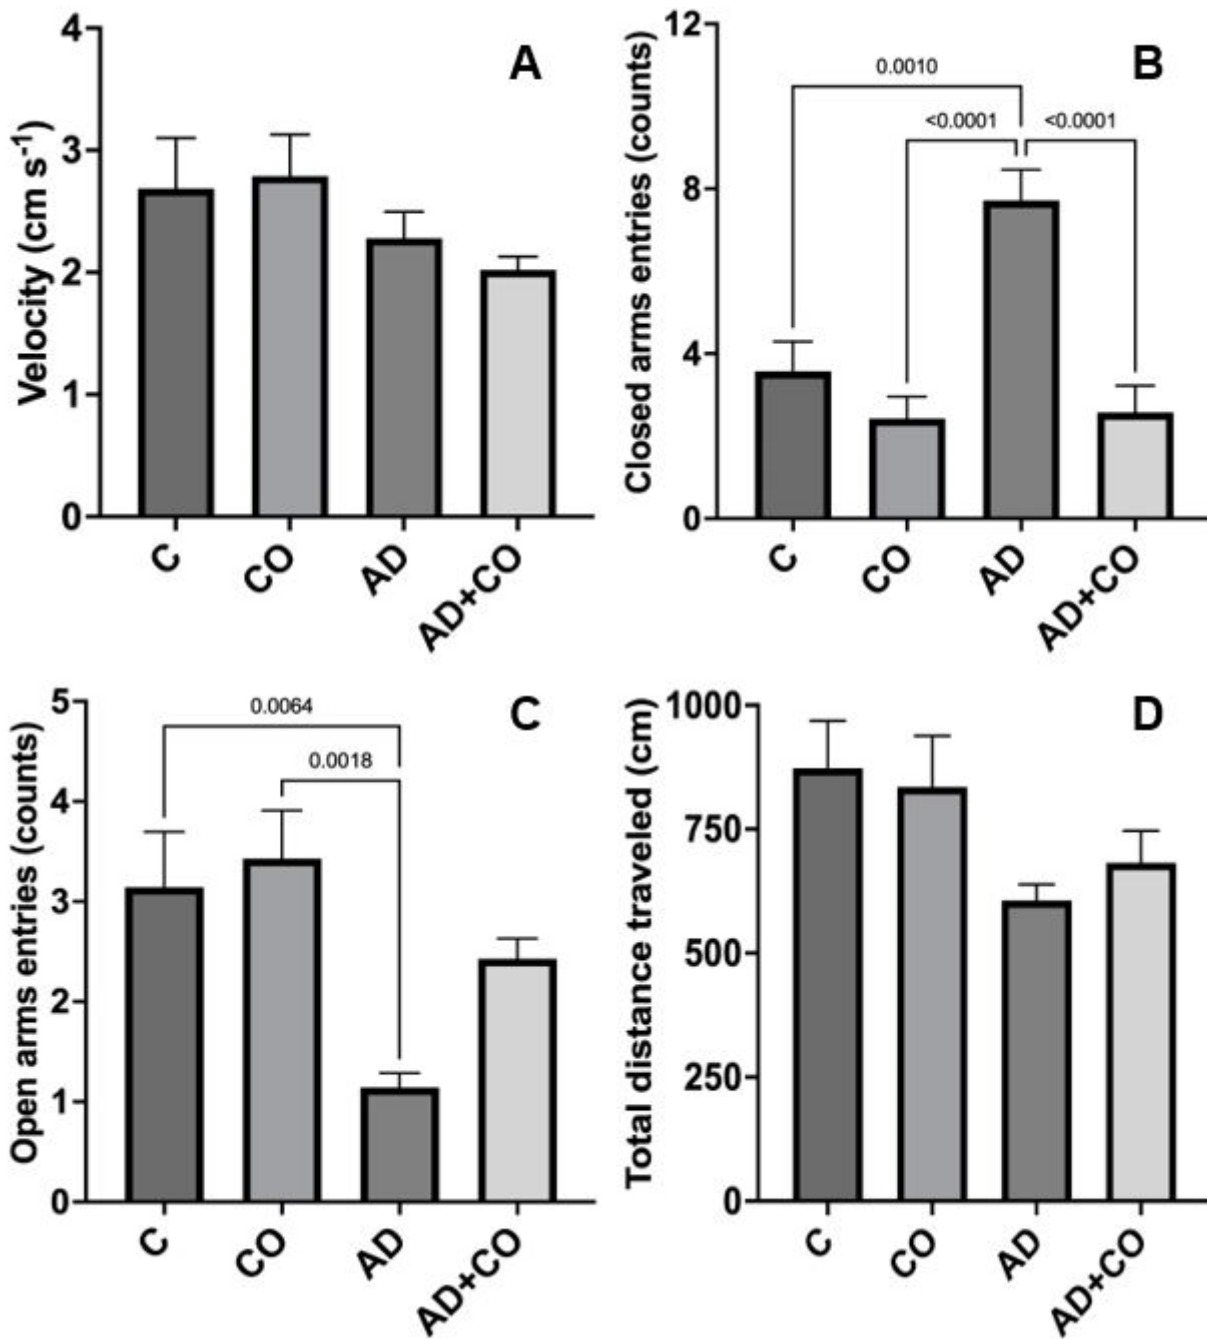 A
Velocity (cm s⁻¹)
4
3
2
1
0
C
CO
AD
AD+CO
B
Closed arms entries (counts)
12
8
4
0
0.0010
<0.0001
<0.0001
C
CO
AD
AD+CO
C
Open arms entries (counts)
5
4
3
2
1
0
0.0064
0.0018
C
CO
AD
AD+CO
D
Total distance traveled (cm)
1000
750
500
250
0
C
CO
AD
AD+CO